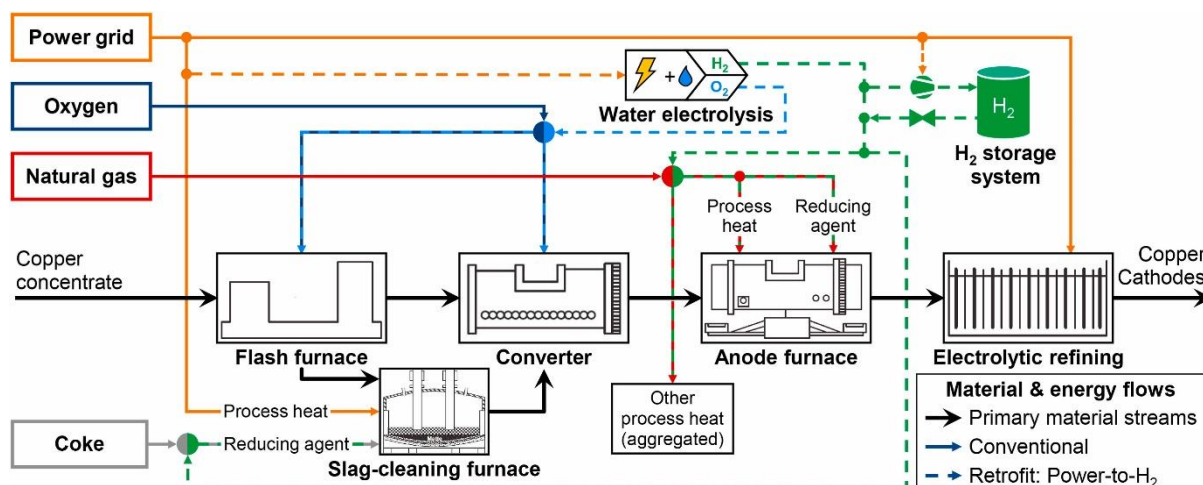 Power grid
Oxygen
Natural gas
H₂
+
O₂
Water electrolysis
H₂
H₂ storage
system
Process
heat
Reducing
agent
Copper
concentrate
Copper
Cathodes
Flash furnace
Converter
Anode furnace
Electrolytic refining
Process heat
Coke
Reducing agent
Slag-cleaning furnace
Other
process heat
(aggregated)
Material & energy flows
Primary material streams
Conventional
Retrofit: Power-to-H₂